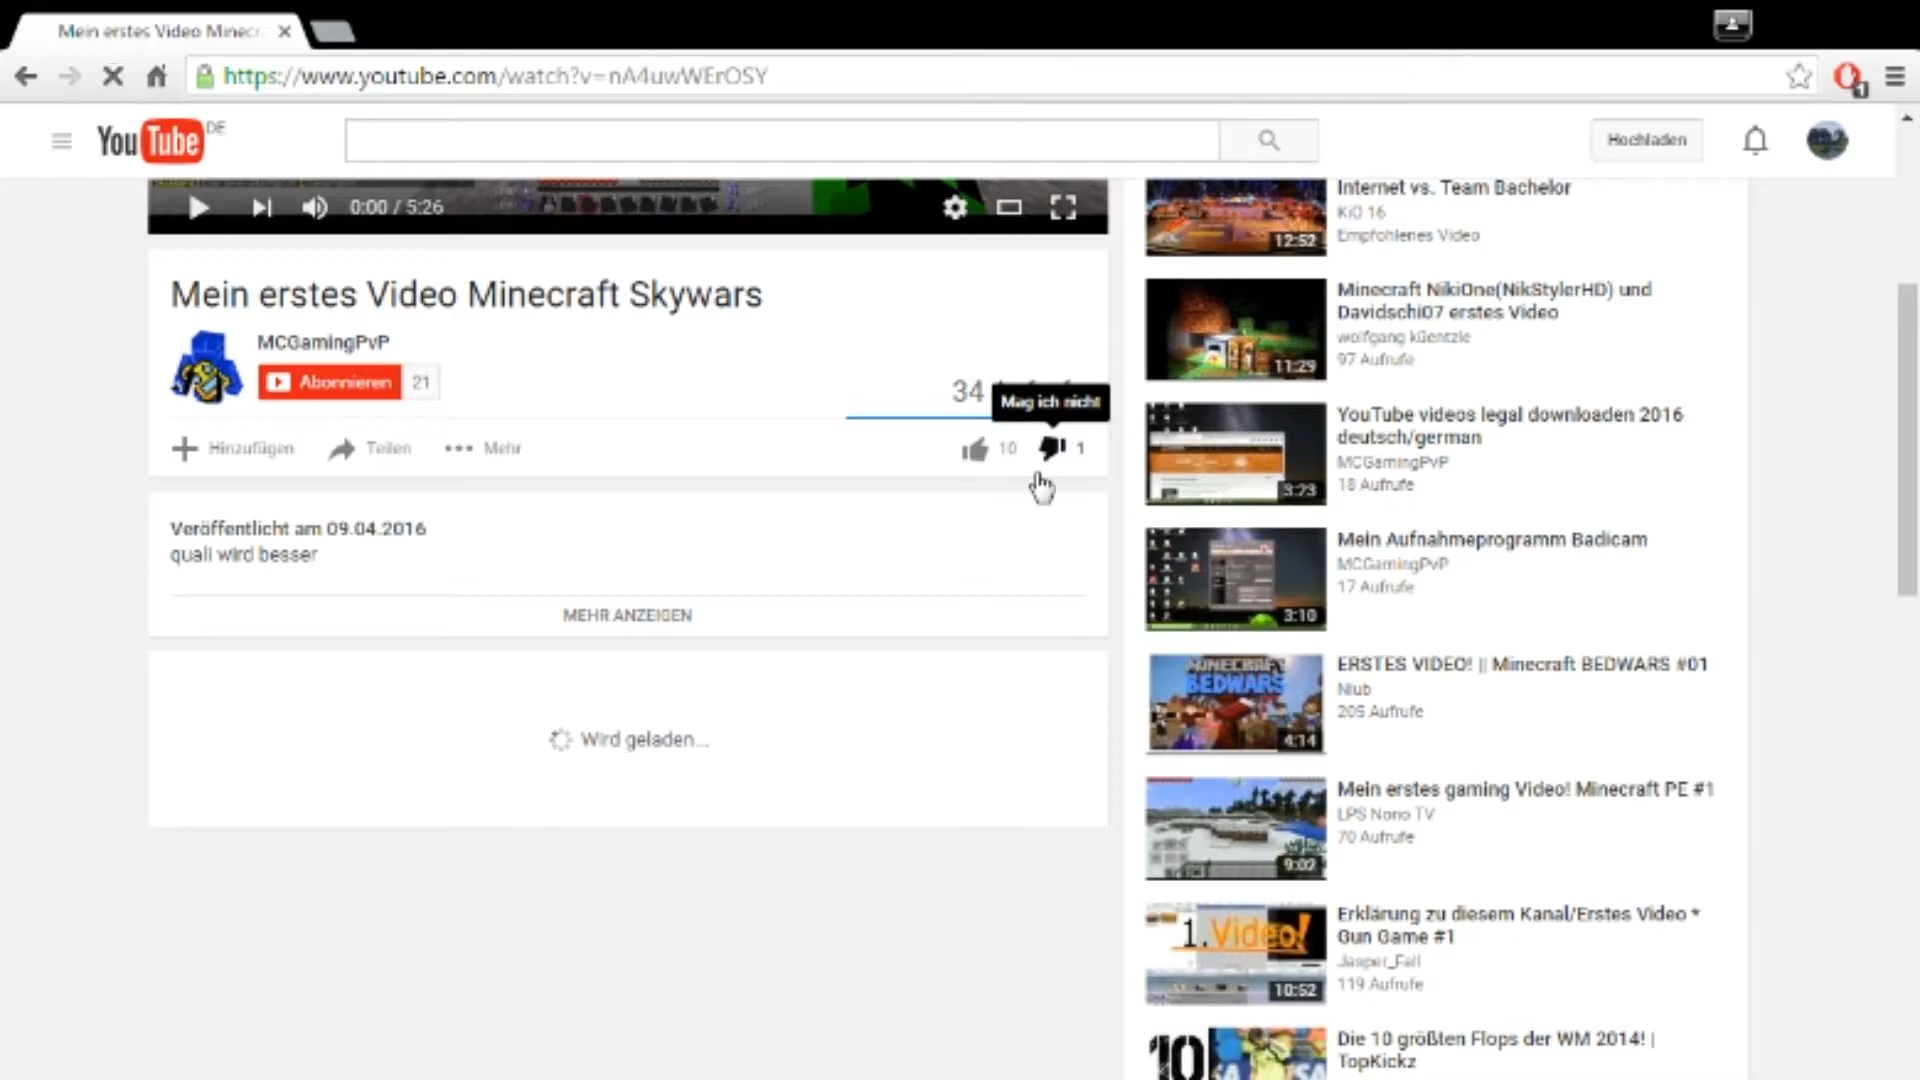 Mein erstes Video Minecr
https://www.youtube.com/watch?v=nA4uwWErOSY
1
YouTube DE
Hochladen
0:00 / 5:26
Mein erstes Video Minecraft Skywars
MCGamingPvP
Abonnieren 21
34
Mag ich nicht
Hinzufügen Teilen Mehr 10 1
Veröffentlicht am 09.04.2016
quali wird besser
MEHR ANZEIGEN
Wird geladen...
Internet vs. Team Bachelor
KiO 16
Empfohlenes Video
12:52
Minecraft NikiOne(NikStylerHD) und
Davidschi07 erstes Video
wolfgang küentzle
97 Aufrufe
11:29
YouTube videos legal downloaden 2016
deutsch/german
MCGamingPvP
18 Aufrufe
3:23
Mein Aufnahmeprogramm Badicam
MCGamingPvP
17 Aufrufe
3:10
ERSTES VIDEO! || Minecraft BEDWARS #01
Niub
205 Aufrufe
MINECRAFT
BEDWARS
4:14
Mein erstes gaming Video! Minecraft PE #1
LPS Nono TV
70 Aufrufe
9:02
Erklärung zu diesem Kanal/Erstes Video *
Gun Game #1
Jasper_Fall
119 Aufrufe
1. Video!
10:52
Die 10 größten Flops der WM 2014! |
TopKickz
10